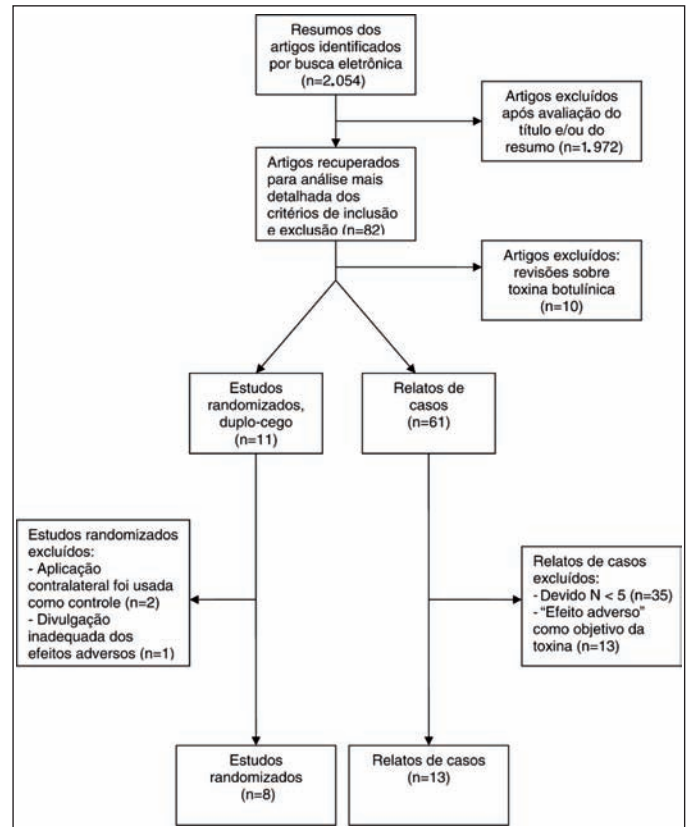 Resumos dos
artigos identificados
por busca eletrônica
(n=2.054)
Artigos excluídos
após avaliação do
título e/ou do
resumo (n=1.972)
Artigos recuperados
para análise mais
detalhada dos
critérios de inclusão
e exclusão (n=82)
Artigos excluídos:
revisões sobre
toxina botulínica
(n=10)
Estudos
randomizados,
duplo-cego
(n=11)
Relatos de
casos
(n=61)
Estudos randomizados
excluídos:
- Aplicação
contralateral foi usada
como controle (n=2)
- Divulgação
inadequada dos
efeitos adversos (n=1)
Relatos de casos
excluídos:
- Devido N < 5 (n=35)
- “Efeito adverso”
como objetivo da
toxina (n=13)
Estudos
randomizados
(n=8)
Relatos de casos
(n=13)